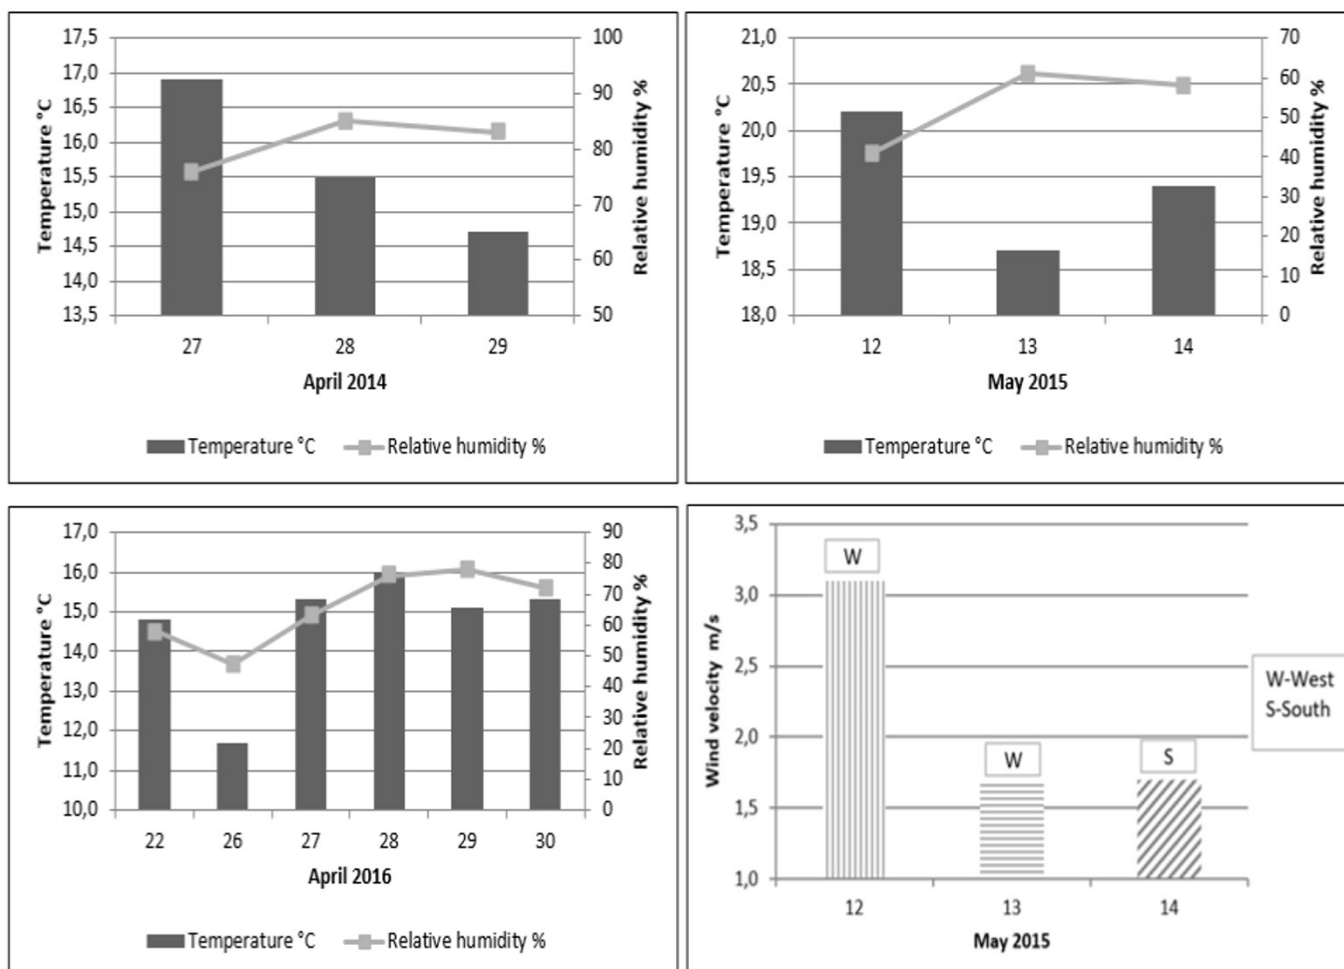 17,5
17,0
16,5
16,0
15,5
15,0
14,5
14,0
13,5
Temperature °C
100
90
80
70
60
50
Relative humidity %
27 28 29
April 2014
Temperature °C Relative humidity %
21,0
20,5
20,0
19,5
19,0
18,5
18,0
Temperature °C
70
60
50
40
30
20
10
0
Relative humidity %
12 13 14
May 2015
Temperature °C Relative humidity %
17,0
16,0
15,0
14,0
13,0
12,0
11,0
10,0
Temperature °C
90
80
70
60
50
40
30
20
10
0
Relative humidity %
22 26 27 28 29 30
April 2016
Temperature °C Relative humidity %
3,5
3,0
2,5
2,0
1,5
1,0
Wind velocity m/s
W
W
S
W-West
S-South
12 13 14
May 2015